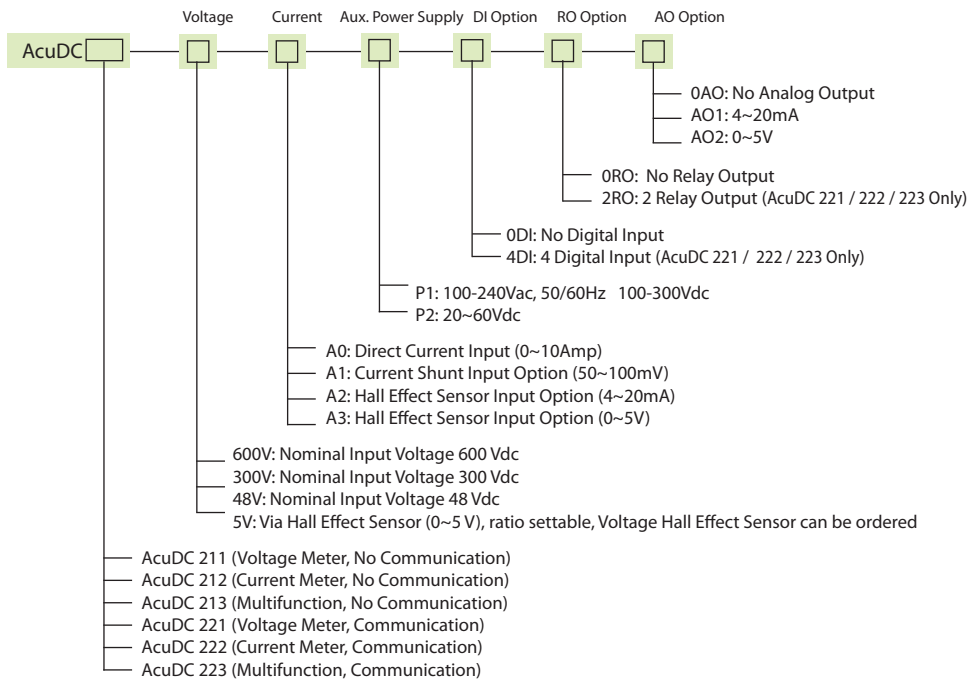 Voltage Current Aux. Power Supply DI Option RO Option AO Option
AcuDC
0AO: No Analog Output
AO1: 4~20mA
AO2: 0~5V
0RO: No Relay Output
2RO: 2 Relay Output (AcuDC 221 / 222 / 223 Only)
0DI: No Digital Input
4DI: 4 Digital Input (AcuDC 221 / 222 / 223 Only)
P1: 100-240Vac, 50/60Hz 100-300Vdc
P2: 20~60Vdc
A0: Direct Current Input (0~10Amp)
A1: Current Shunt Input Option (50~100mV)
A2: Hall Effect Sensor Input Option (4~20mA)
A3: Hall Effect Sensor Input Option (0~5V)
600V: Nominal Input Voltage 600 Vdc
300V: Nominal Input Voltage 300 Vdc
48V: Nominal Input Voltage 48 Vdc
5V: Via Hall Effect Sensor (0~5 V), ratio settable, Voltage Hall Effect Sensor can be ordered
AcuDC 211 (Voltage Meter, No Communication)
AcuDC 212 (Current Meter, No Communication)
AcuDC 213 (Multifunction, No Communication)
AcuDC 221 (Voltage Meter, Communication)
AcuDC 222 (Current Meter, Communication)
AcuDC 223 (Multifunction, Communication)